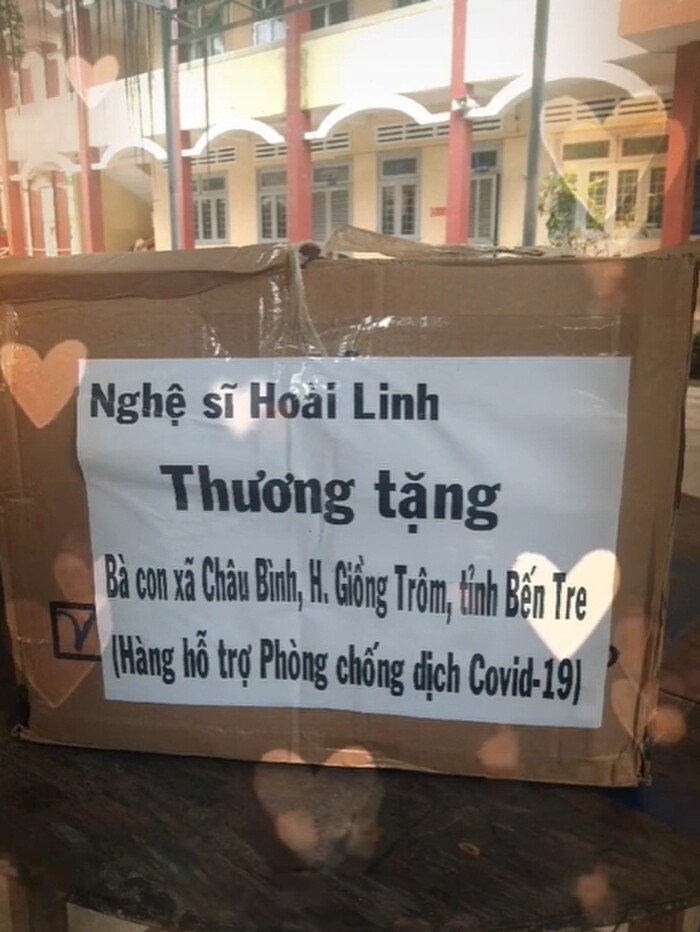 Nghệ sĩ Hoài Linh
Thương tặng
Bà con xã Châu Bình, H. Giồng Trôm, tỉnh Bến Tre
(Hàng hỗ trợ Phòng chống dịch Covid-19)